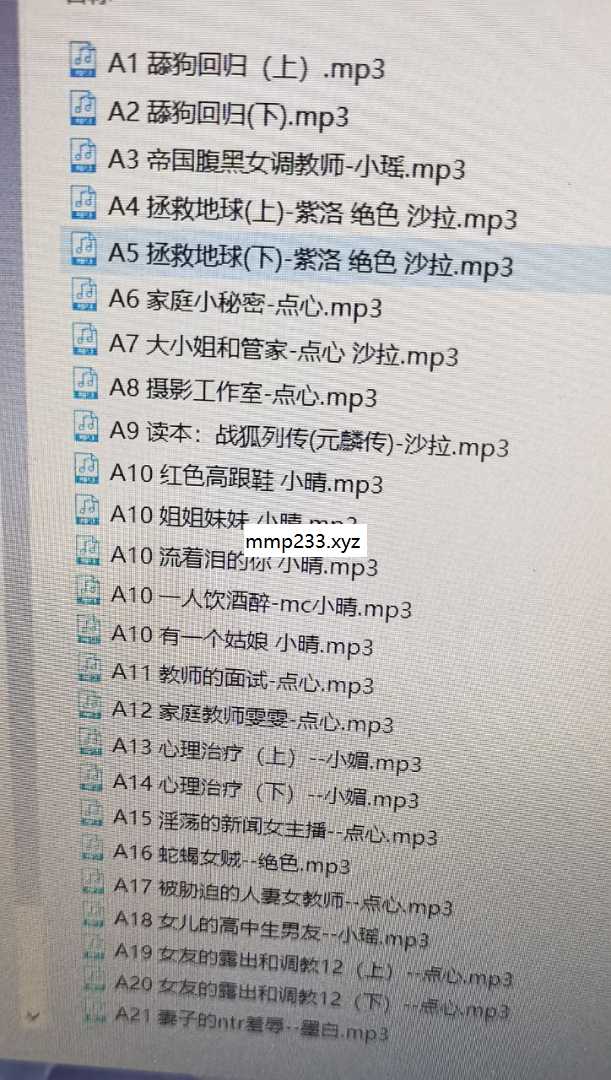 A1 舔狗回归（上）.mp3
A2 舔狗回归(下).mp3
A3 帝国腹黑女调教师-小瑶.mp3
A4 拯救地球(上)-紫洛 绝色 沙拉.mp3
A5 拯救地球(下)-紫洛 绝色 沙拉.mp3
A6 家庭小秘密-点心.mp3
A7 大小姐和管家-点心 沙拉.mp3
A8 摄影工作室-点心.mp3
A9 读本：战狐列传(元麟传)-沙拉.mp3
A10 红色高跟鞋 小晴.mp3
A10 姐姐妹妹 小晴.mp3
mmp233.xyz
A10 流着泪的你 小晴.mp3
A10 一人饮酒醉-mc小晴.mp3
A10 有一个姑娘 小晴.mp3
A11 教师的面试-点心.mp3
A12 家庭教师雯雯-点心.mp3
A13 心理治疗（上）--小媚.mp3
A14 心理治疗（下）--小媚.mp3
A15 淫荡的新闻女主播--点心.mp3
A16 蛇蝎女贼--绝色.mp3
A17 被胁迫的人妻女教师--点心.mp3
A18 女儿的高中生男友--小瑶.mp3
A19 女友的露出和调教12（上）--点心.mp3
A20 女友的露出和调教12（下）--点心.mp3
A21 妻子的ntr羞辱--墨白.mp3